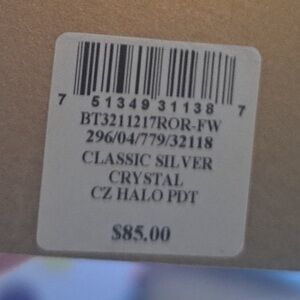 7 51349 31138 7
BT3211217ROR-FW
296/04/779/32118
CLASSIC SILVER
CRYSTAL
CZ HALO PDT
$85.00